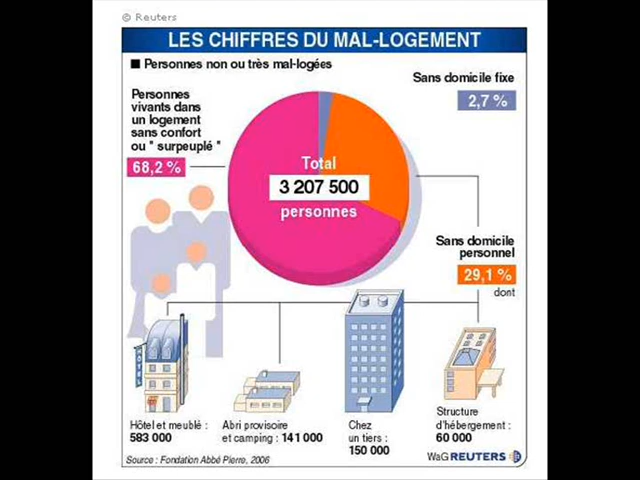 © Reuters
LES CHIFFRES DU MAL-LOGEMENT
■ Personnes non ou très mal-logées
Sans domicile fixe
2,7 %
Personnes
vivants dans
un logement
sans confort
ou " surpeuplé "
68,2 %
Total
3 207 500
personnes
Sans domicile
personnel
29,1 %
dont
HÔTEL
Hôtel et meublé :
583 000
Abri provisoire
et camping : 141 000
Chez
un tiers :
150 000
Structure
d'hébergement :
60 000
Source : Fondation Abbé Pierre, 2006
WaG REUTERS